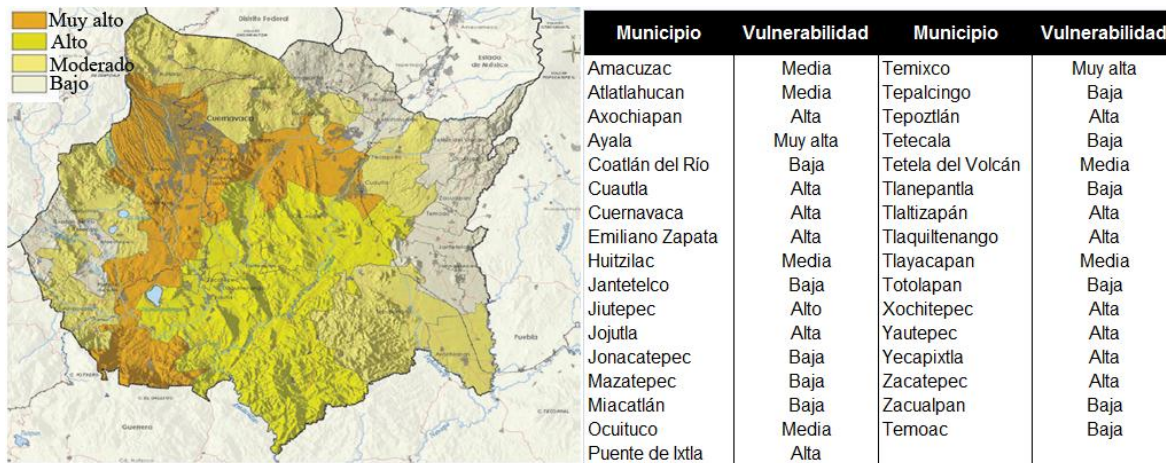 Muy alto
Alto
Moderado
Bajo
Distrito Federal
Cuernavaca
Cuautla
Temoac
Puebla
Guerrero
Municipio Vulnerabilidad Municipio Vulnerabilidad
Amacuzac Media Temixco Muy alta
Atlatlahucan Media Tepalcingo Baja
Axochiapan Alta Tepoztlán Alta
Ayala Muy alta Tetecala Baja
Coatlán del Río Baja Tetela del Volcán Media
Cuautla Alta Tlanepantla Baja
Cuernavaca Alta Tlaltizapán Alta
Emiliano Zapata Alta Tlaquiltenango Alta
Huitzilac Media Tlayacapan Media
Jantetelco Baja Totolapan Baja
Jiutepec Alto Xochitepec Alta
Jojutla Alta Yautepec Alta
Jonacatepec Baja Yecapixtla Alta
Mazatepec Baja Zacatepec Alta
Miacatlán Baja Zacualpan Baja
Ocuituco Media Temoac Baja
Puente de Ixtla Alta